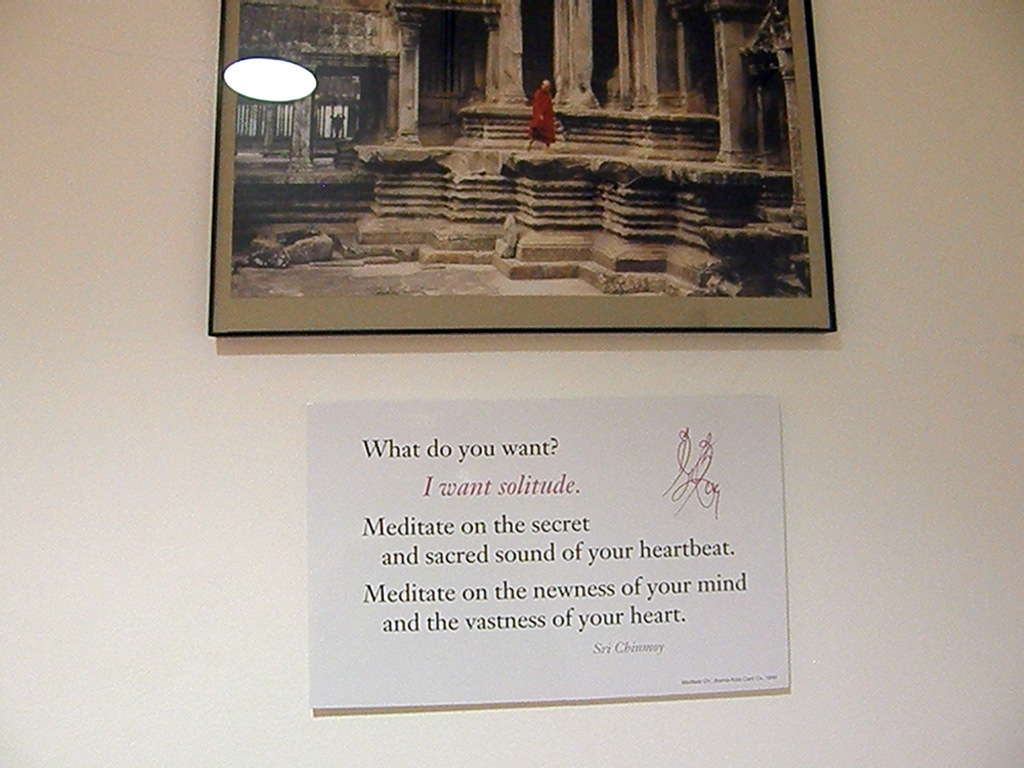 What do you want?
I want solitude.
Meditate on the secret
and sacred sound of your heartbeat.
Meditate on the newness of your mind
and the vastness of your heart.
Sri Chinmoy